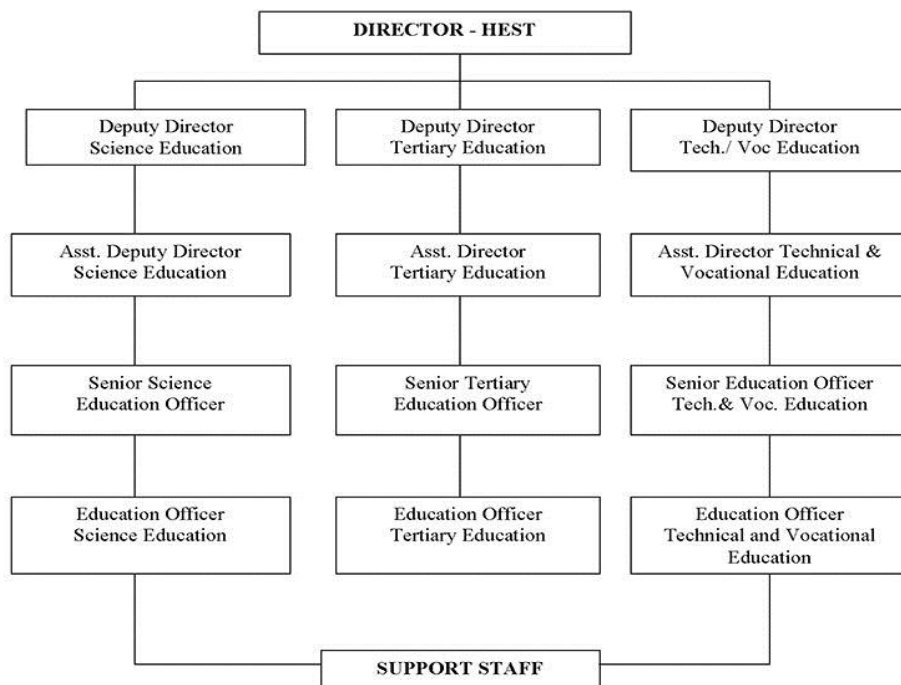 DIRECTOR - HEST
Deputy Director
Science Education
Deputy Director
Tertiary Education
Deputy Director
Tech./ Voc Education
Asst. Deputy Director
Science Education
Asst. Director
Tertiary Education
Asst. Director Technical &
Vocational Education
Senior Science
Education Officer
Senior Tertiary
Education Officer
Senior Education Officer
Tech.& Voc. Education
Education Officer
Science Education
Education Officer
Tertiary Education
Education Officer
Technical and Vocational
Education
SUPPORT STAFF